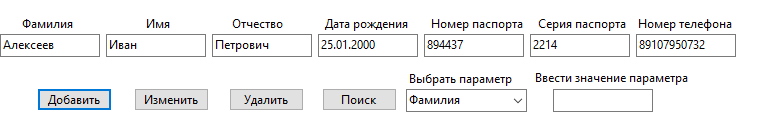 Фамилия Имя Отчество Дата рождения Номер паспорта Серия паспорта Номер телефона
Алексеев Иван Петрович 25.01.2000 894437 2214 89107950732
Выбрать параметр Ввести значение параметра
Добавить Изменить Удалить Поиск Фамилия